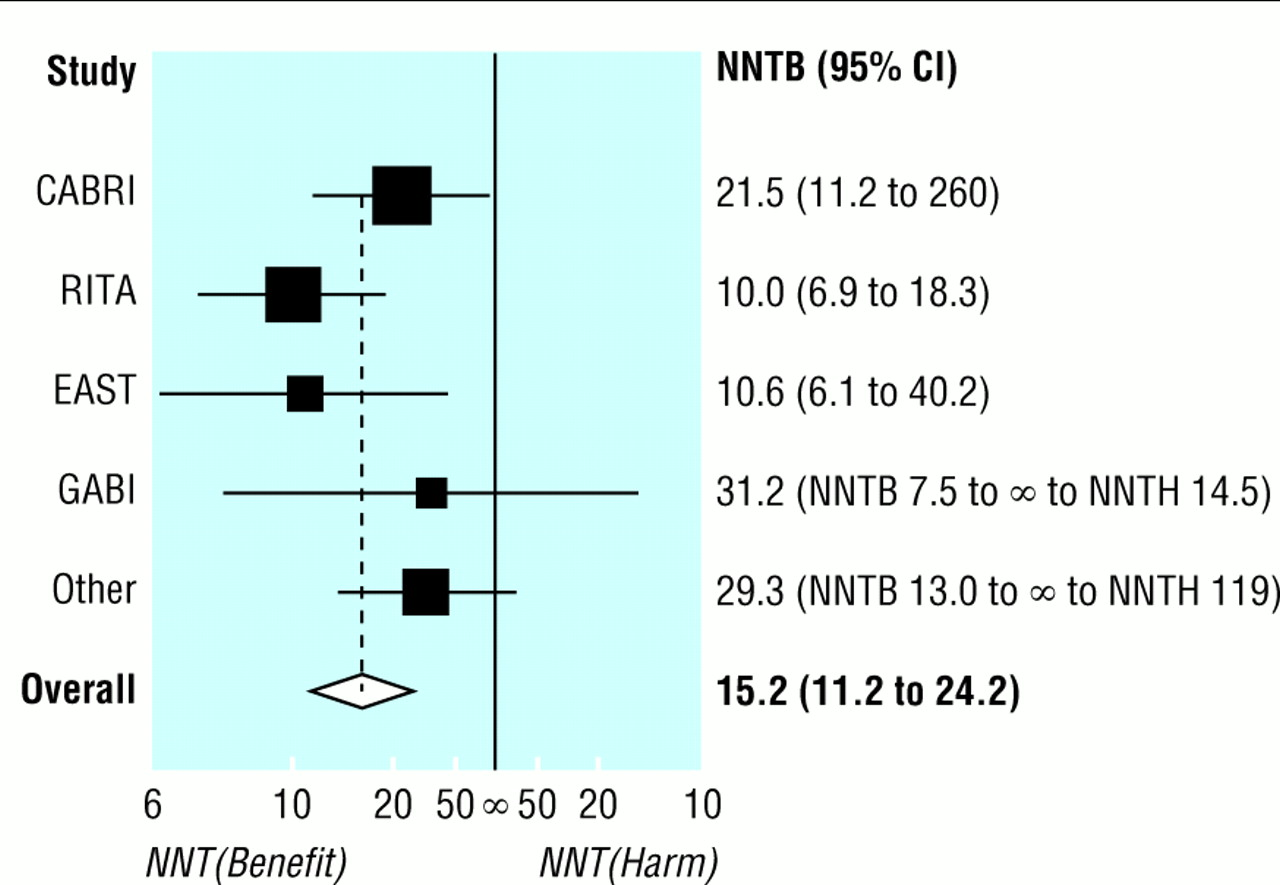 Study NNTB (95% CI)
CABRI 21.5 (11.2 to 260)
RITA 10.0 (6.9 to 18.3)
EAST 10.6 (6.1 to 40.2)
GABI 31.2 (NNTB 7.5 to ∞ to NNTH 14.5)
Other 29.3 (NNTB 13.0 to ∞ to NNTH 119)
Overall 15.2 (11.2 to 24.2)
6 10 20 50 ∞ 50 20 10
NNT(Benefit) NNT(Harm)